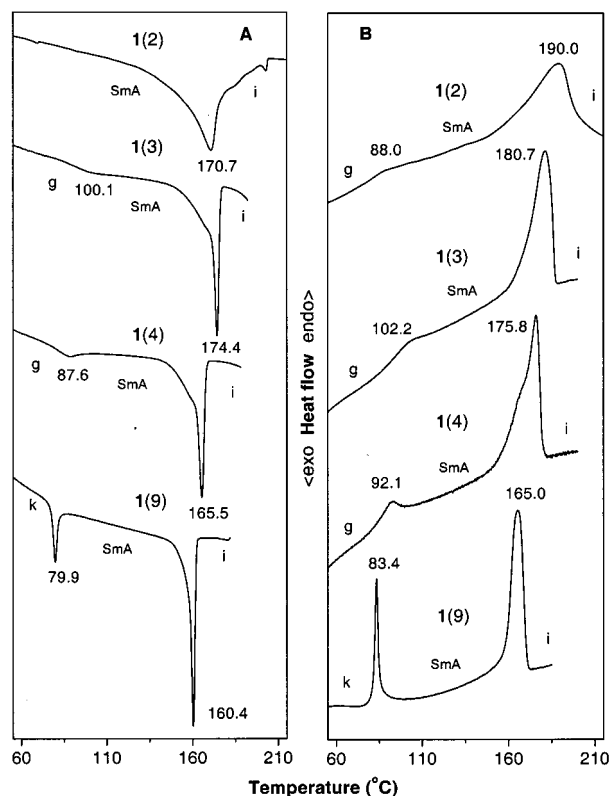 A
1(2)
SmA
i
170.7
1(3)
g
100.1
SmA
i
174.4
1(4)
g
87.6
SmA
i
165.5
1(9)
k
SmA
i
79.9
160.4
60 110 160 210
B
190.0
1(2)
i
SmA
88.0
g
180.7
1(3)
i
SmA
102.2
g
175.8
1(4)
i
SmA
92.1
g
165.0
83.4
1(9)
i
SmA
k
60 110 160 210
<exo Heat flow endo>
Temperature (°C)